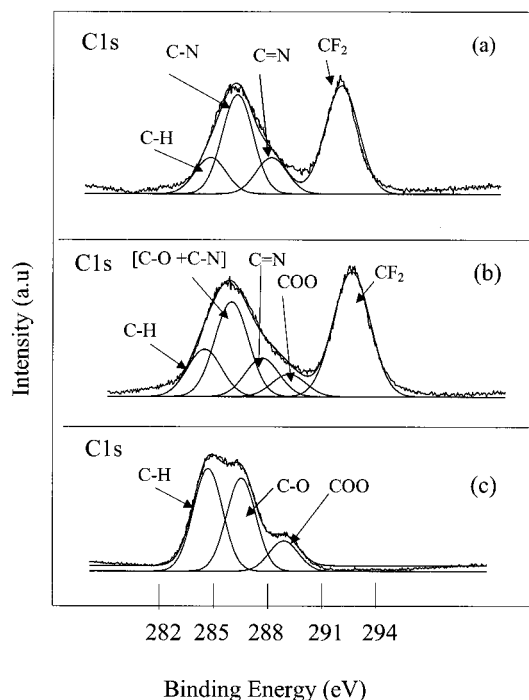 C1s
C-N
C=N
CF2
(a)
C-H
C1s
[C-O +C-N]
C=N
COO
CF2
(b)
C-H
C1s
C-H
C-O
COO
(c)
Intensity (a.u)
282 285 288 291 294
Binding Energy (eV)